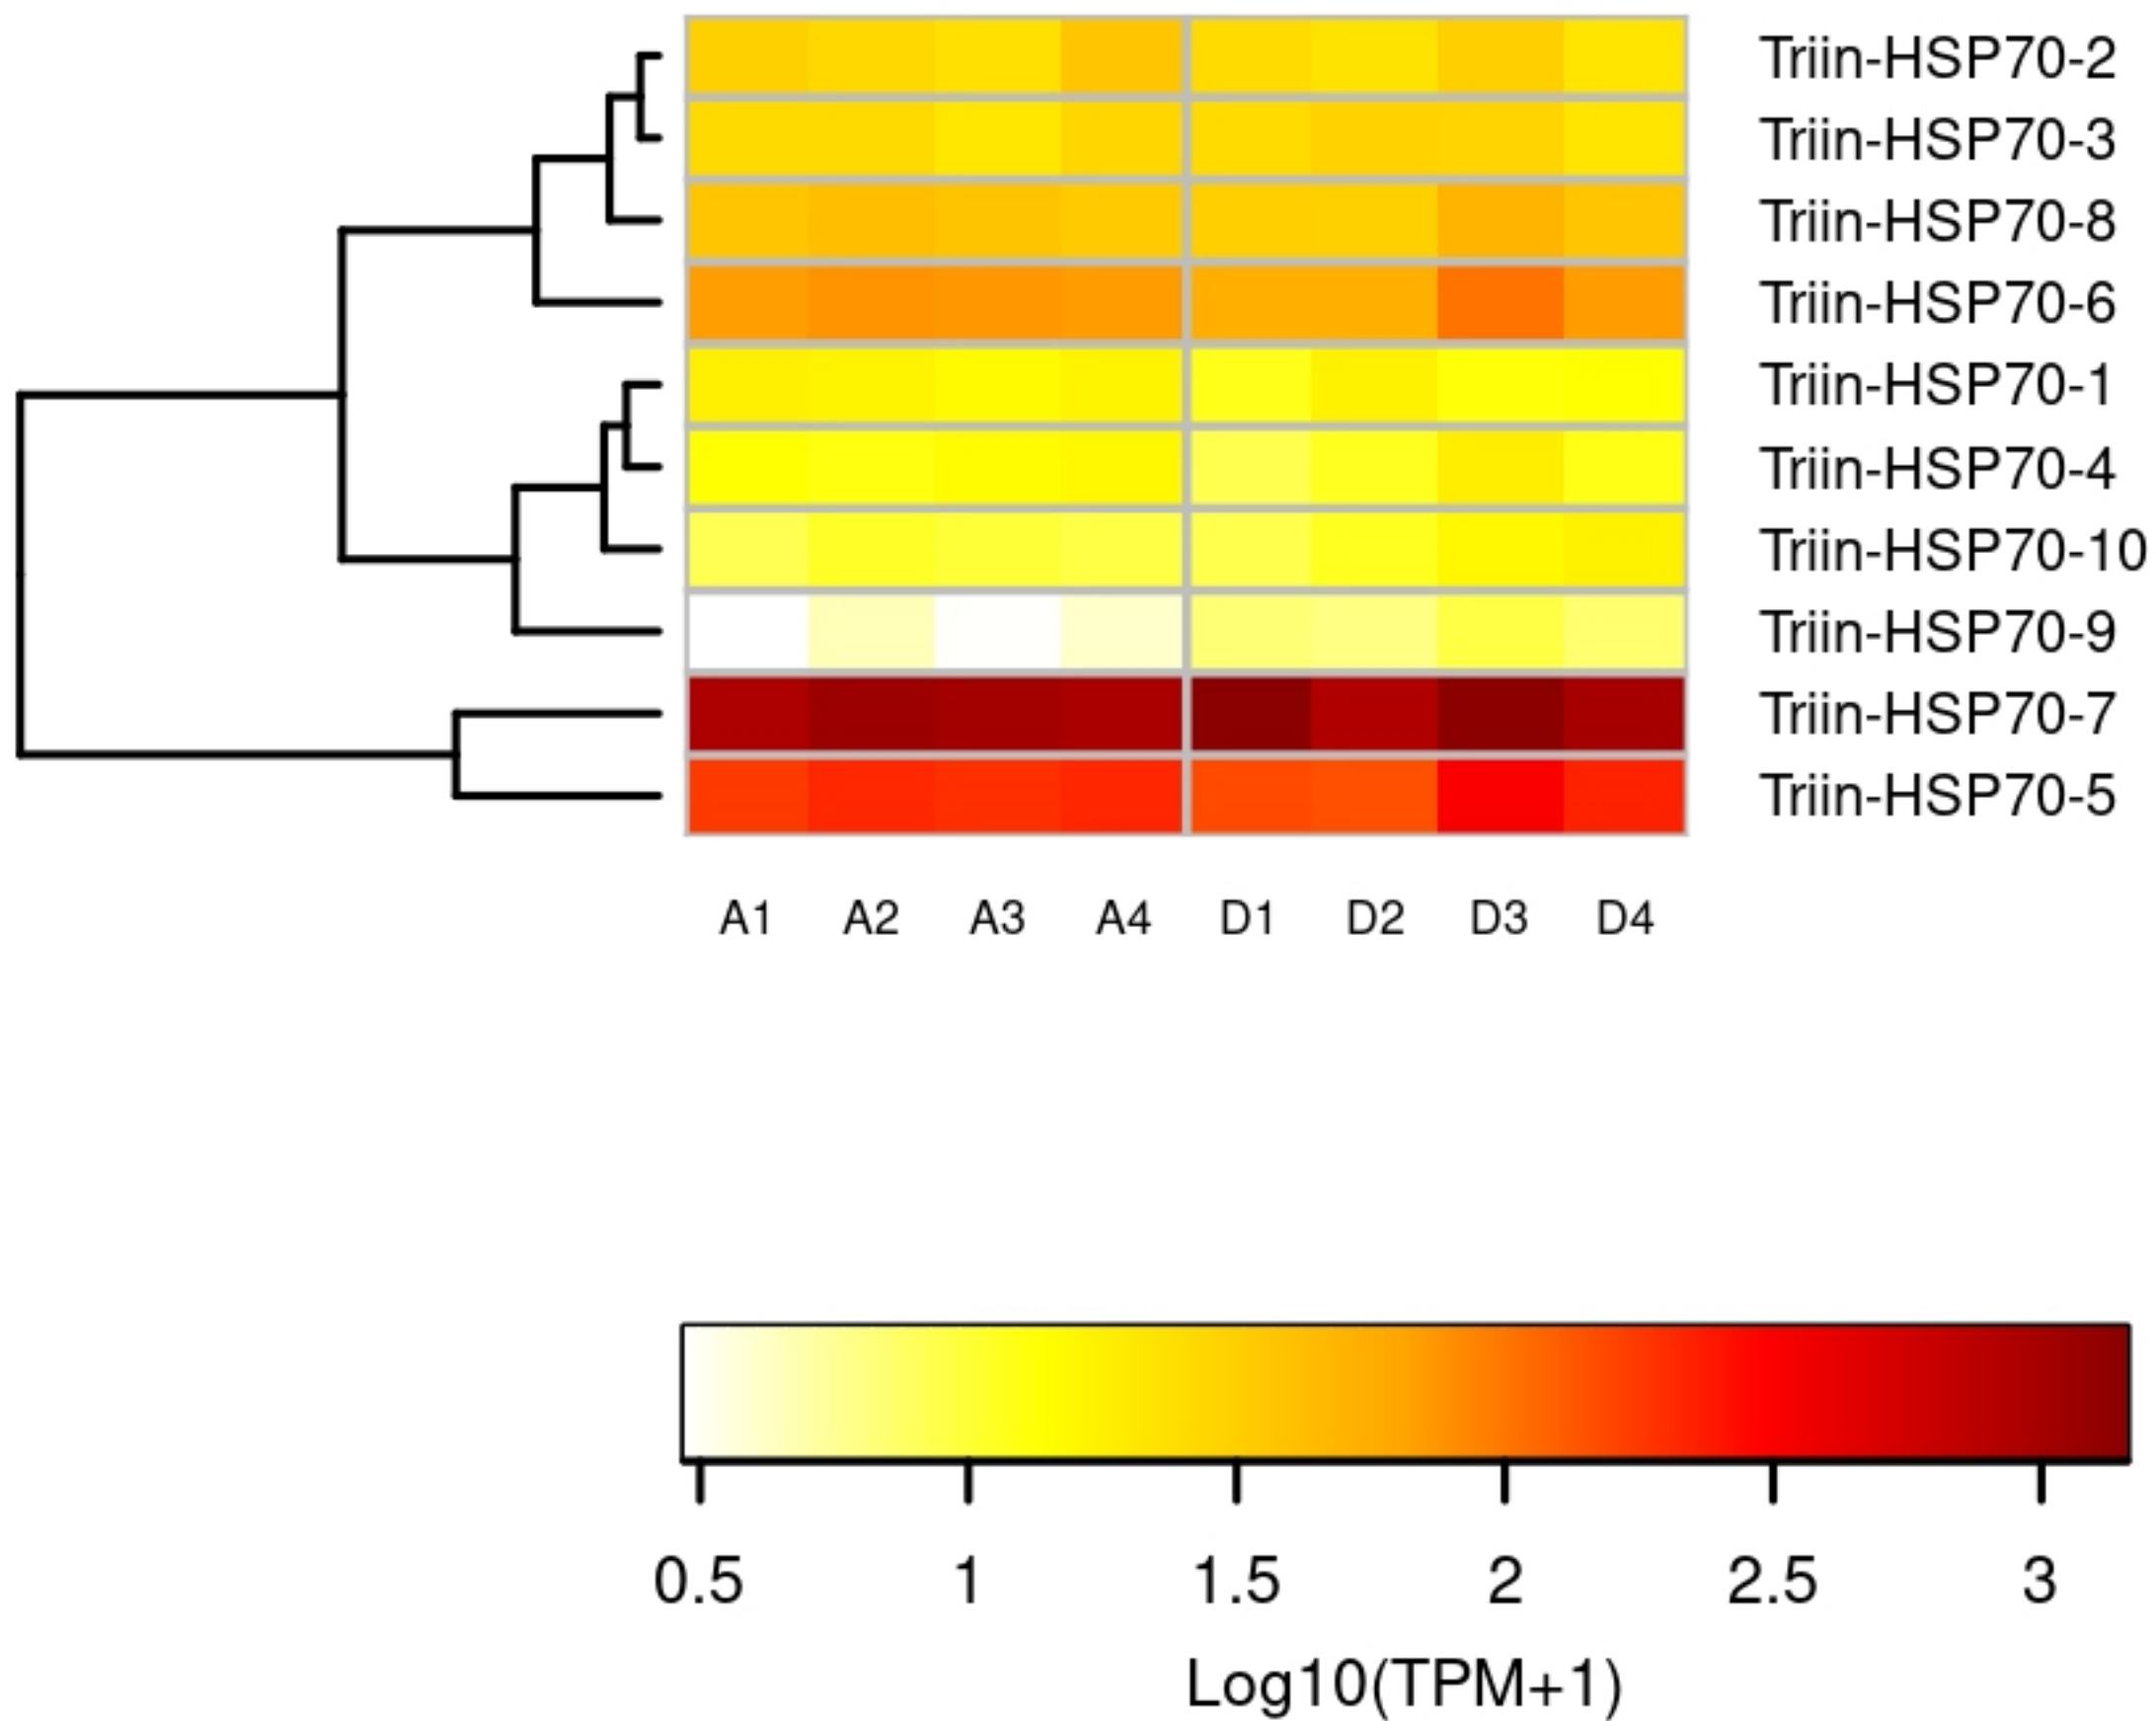 Triin-HSP70-2
Triin-HSP70-3
Triin-HSP70-8
Triin-HSP70-6
Triin-HSP70-1
Triin-HSP70-4
Triin-HSP70-10
Triin-HSP70-9
Triin-HSP70-7
Triin-HSP70-5
A1 A2 A3 A4 D1 D2 D3 D4
0.5 1 1.5 2 2.5 3
Log10(TPM+1)